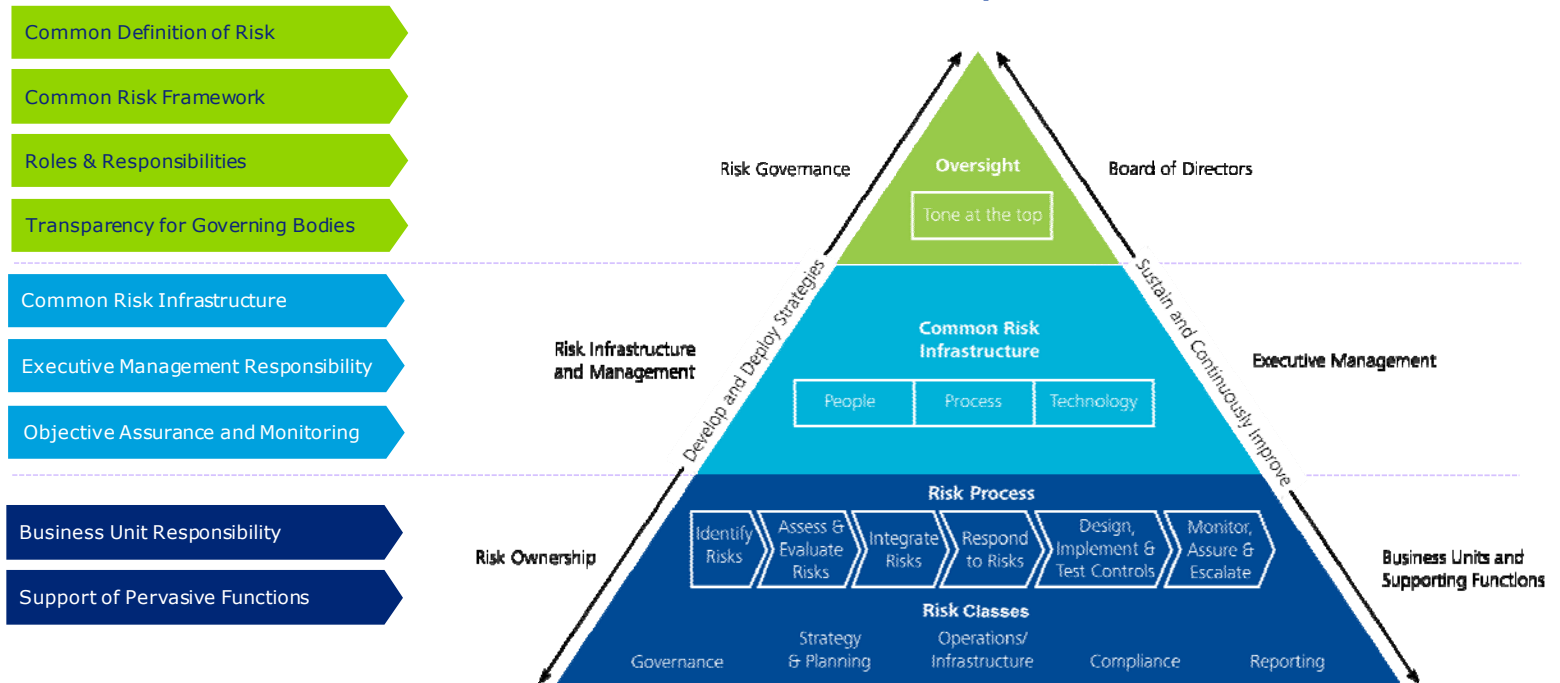 Common Definition of Risk
Common Risk Framework
Roles & Responsibilities
Transparency for Governing Bodies
Common Risk Infrastructure
Executive Management Responsibility
Objective Assurance and Monitoring
Business Unit Responsibility
Support of Pervasive Functions
Risk Governance
Oversight
Tone at the top
Board of Directors
Develop and Deploy Strategies
Sustain and Continuously Improve
Risk Infrastructure
and Management
Common Risk
Infrastructure
People
Process
Technology
Executive Management
Risk Ownership
Risk Process
Identify
Risks
Assess &
Evaluate
Risks
Integrate
Risks
Respond
to Risks
Design,
Implement &
Test Controls
Monitor,
Assure &
Escalate
Business Units and
Supporting Functions
Risk Classes
Governance
Strategy
& Planning
Operations/
Infrastructure
Compliance
Reporting